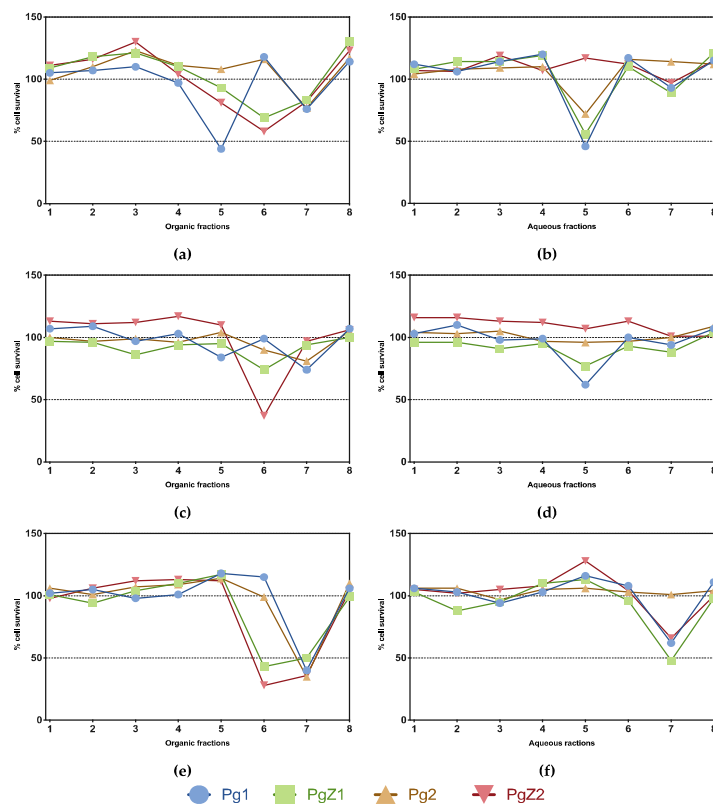 150
100
50
0
% cell survival
1 2 3 4 5 6 7 8
Organic fractions
(a)
150
100
50
0
% cell survival
1 2 3 4 5 6 7 8
Aqueous fractions
(b)
150
100
50
0
% cell survival
1 2 3 4 5 6 7 8
Organic fractions
(c)
150
100
50
0
% cell survival
1 2 3 4 5 6 7 8
Aqueous fractions
(d)
150
100
50
0
% cell survival
1 2 3 4 5 6 7 8
Organic fractions
(e)
150
100
50
0
% cell survival
1 2 3 4 5 6 7 8
Aqueous ractions
(f)
Pg1 PgZ1 Pg2 PgZ2